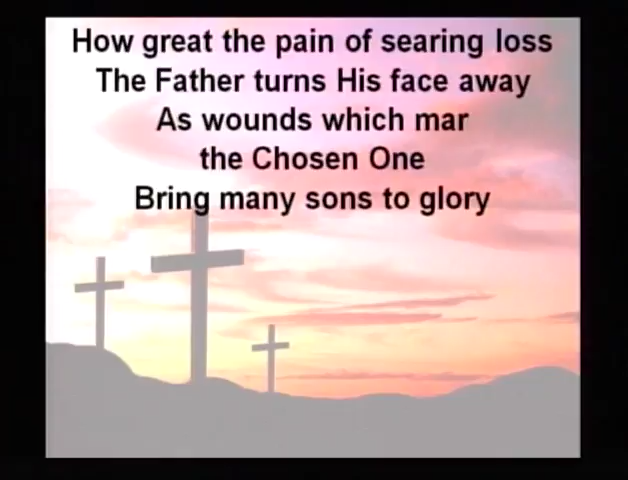 How great the pain of searing loss
The Father turns His face away
As wounds which mar
the Chosen One
Bring many sons to glory